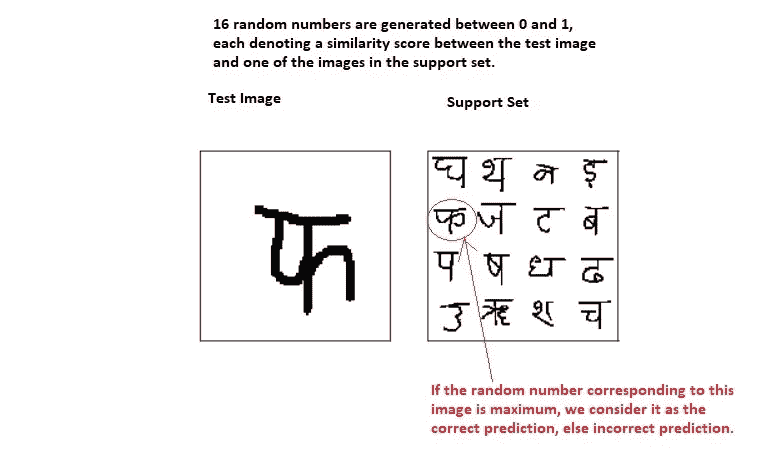 16 random numbers are generated between 0 and 1,
each denoting a similarity score between the test image
and one of the images in the support set.
Test Image
Support Set
फ
घ थ न ड़
फ ज ट ब
प ष ध ढ
उ ऋ श च
If the random number corresponding to this
image is maximum, we consider it as the
correct prediction, else incorrect prediction.